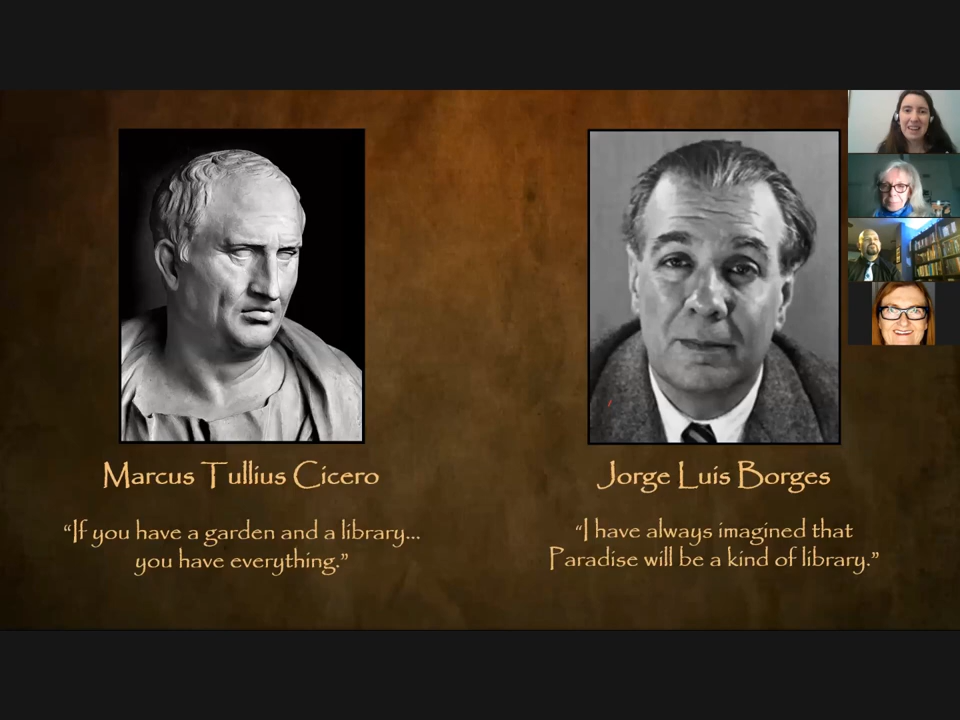 Marcus Tullius Cicero
“If you have a garden and a library...
you have everything.”
Jorge Luis Borges
“I have always imagined that
Paradise will be a kind of library.”